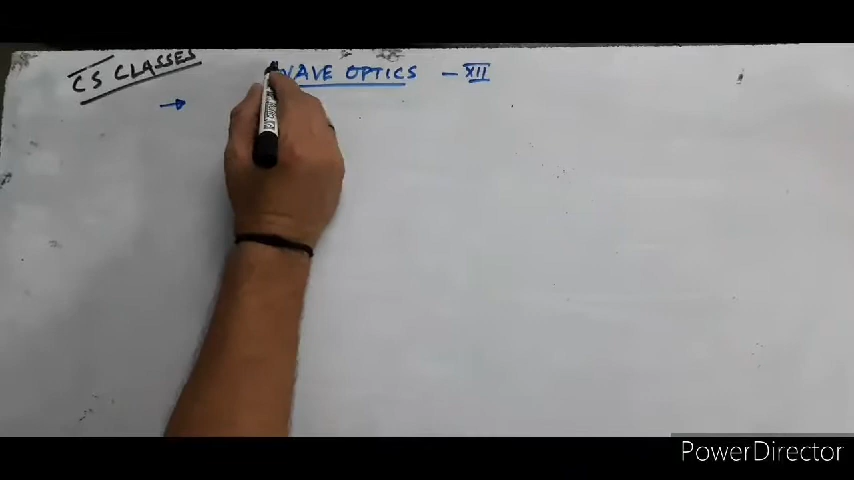 CS CLASSES
WAVE OPTICS - XII
→
PowerDirector